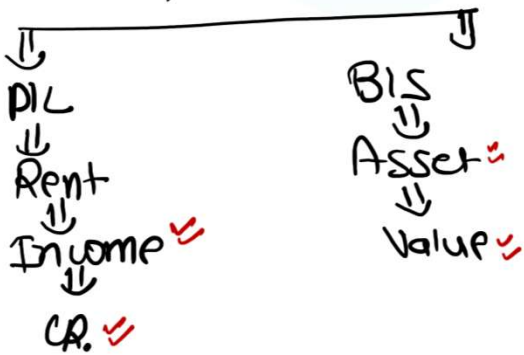 P/L
Rent
Income
CR.
B/S
Asset
Value